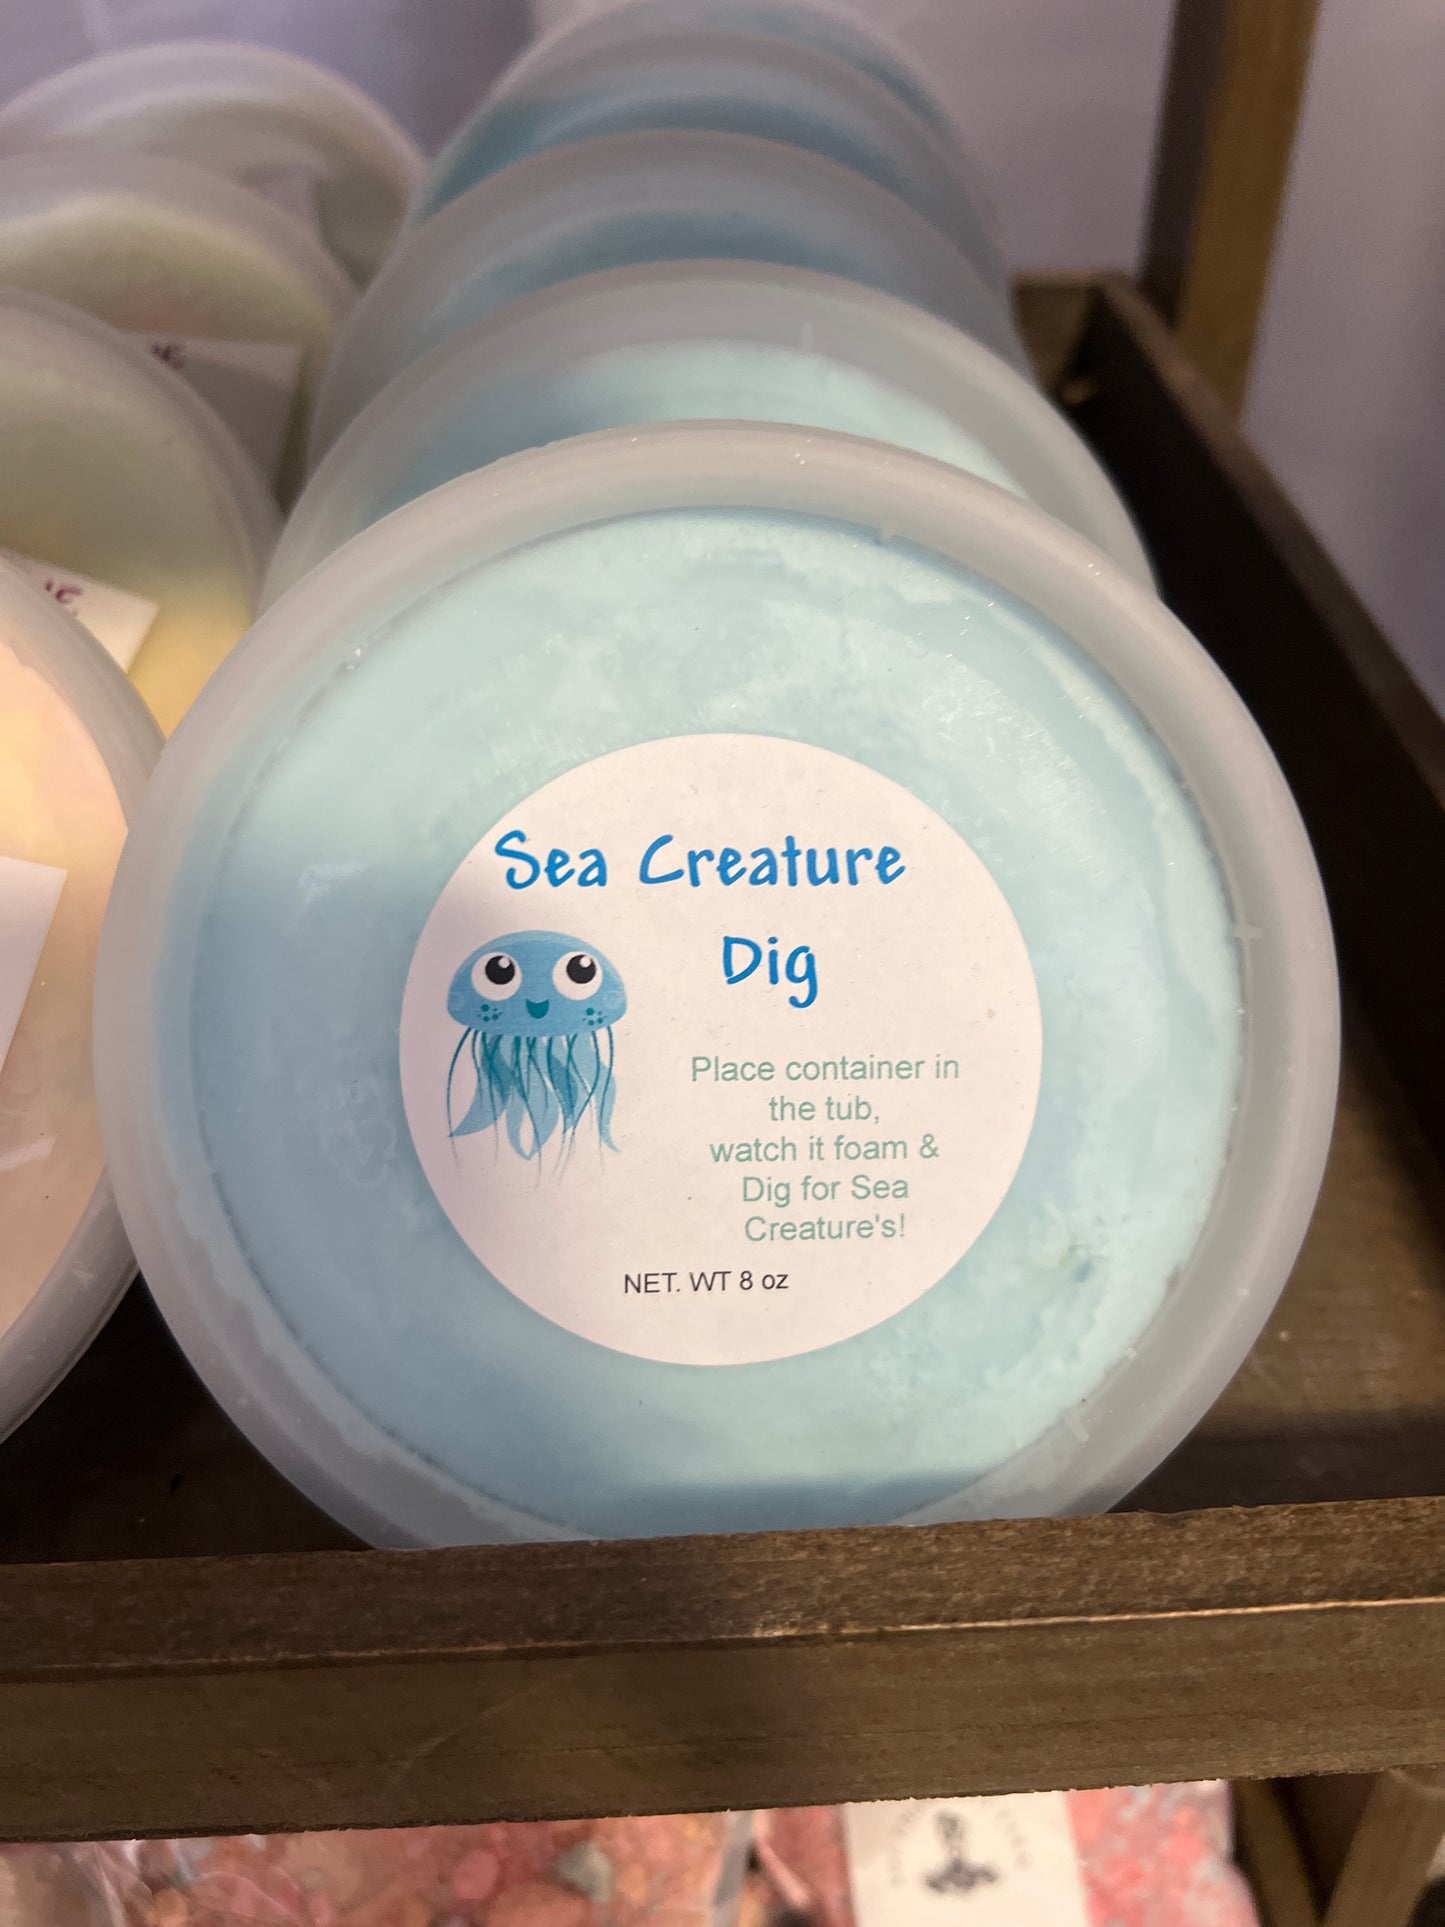 Sea Creature
Dig
Place container in
the tub,
watch it foam &
Dig for Sea
Creature's!
NET. WT 8 oz